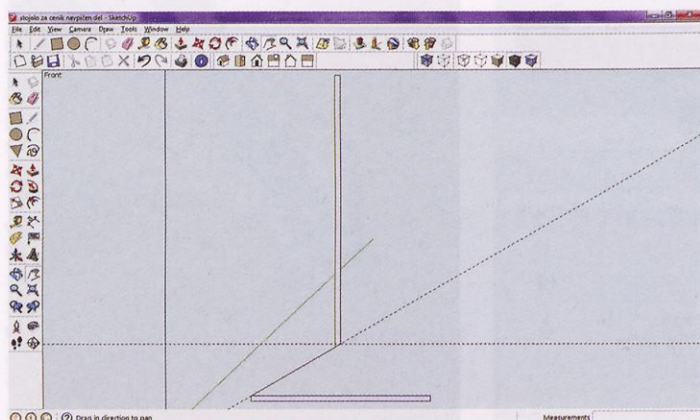 stojalo za cenik navpičen del - SketchUp
File Edit View Camera Draw Tools Window Help
Front
Drag in direction to pan
Measurements